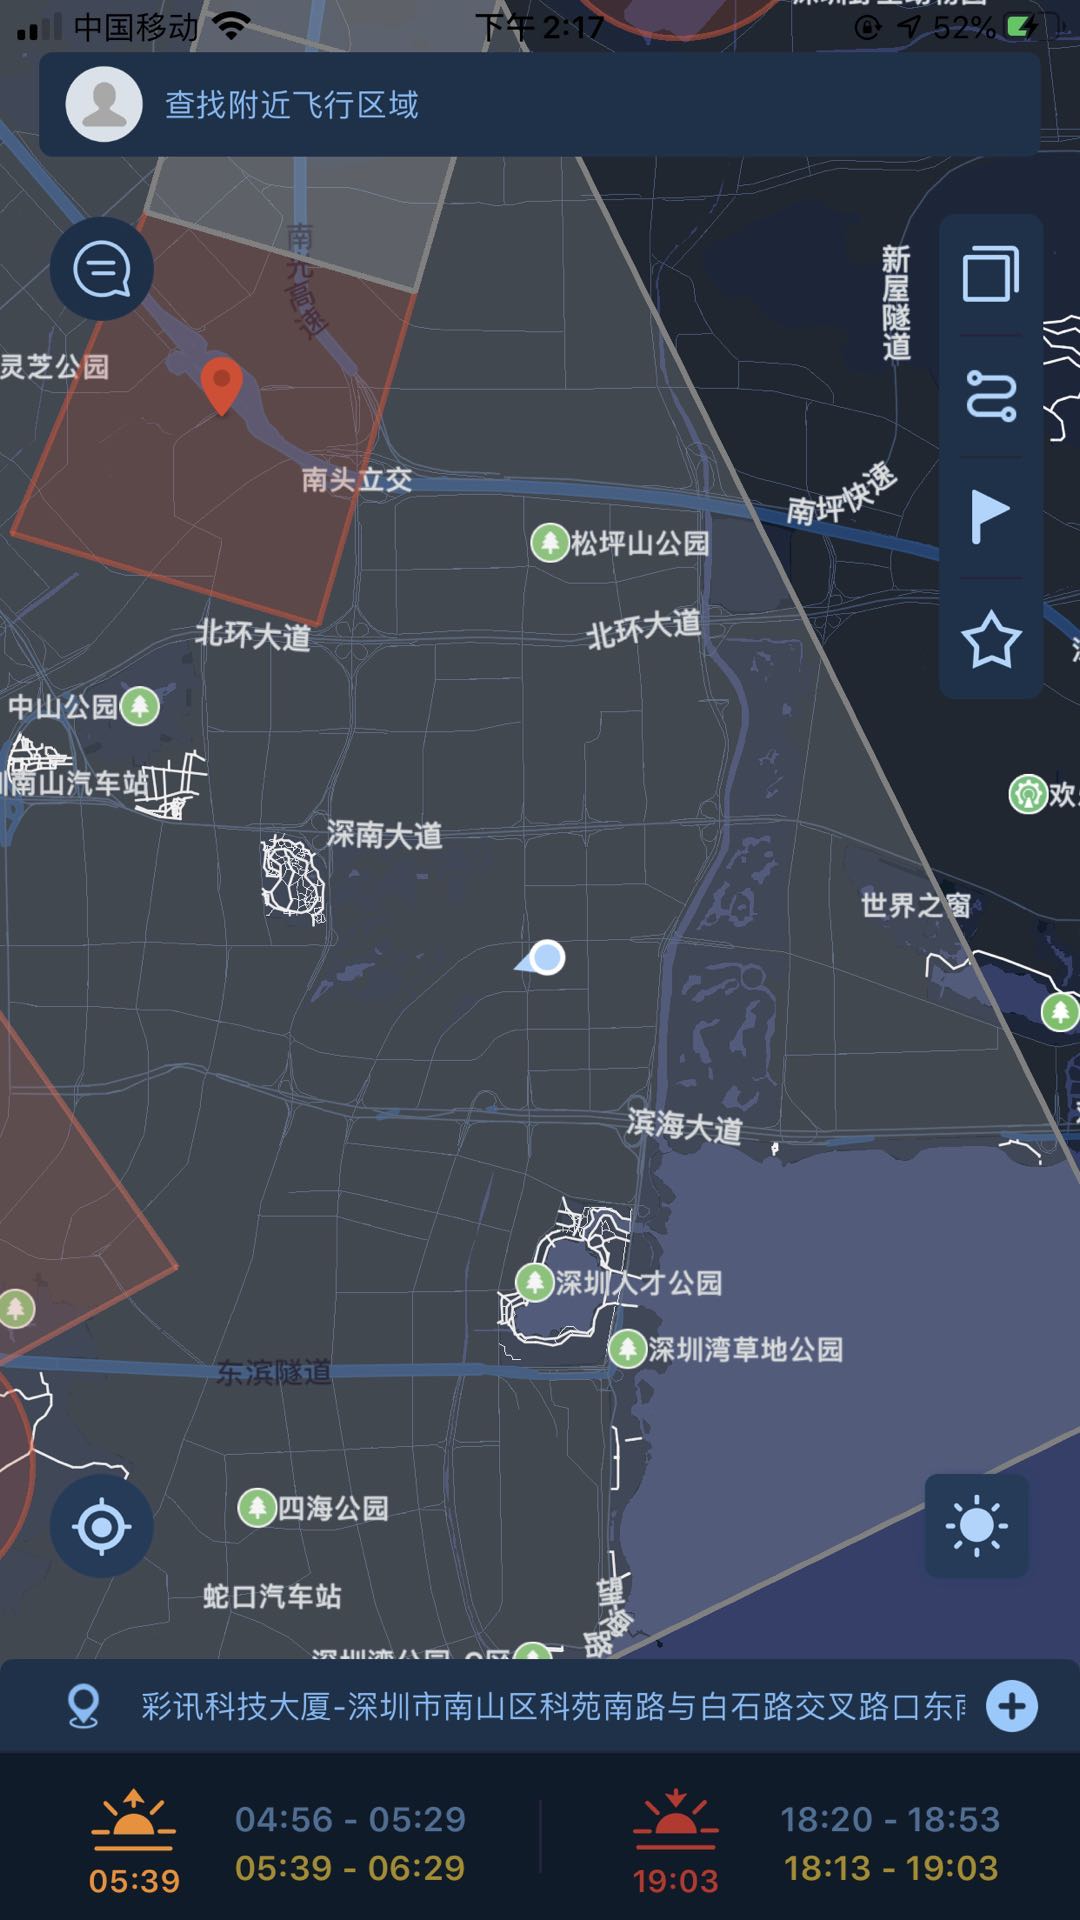 中国移动
下午 2:17
52%
查找附近飞行区域
南光高速
新屋隧道
灵芝公园
南头立交
南坪快速
松坪山公园
北环大道
北环大道
中山公园
南山汽车站
欢
深南大道
世界之窗
滨海大道
深圳人才公园
深圳湾草地公园
东滨隧道
四海公园
蛇口汽车站
望海路
彩讯科技大厦-深圳市南山区科苑南路与白石路交叉路口东南
05:39
04:56 - 05:29
05:39 - 06:29
19:03
18:20 - 18:53
18:13 - 19:03